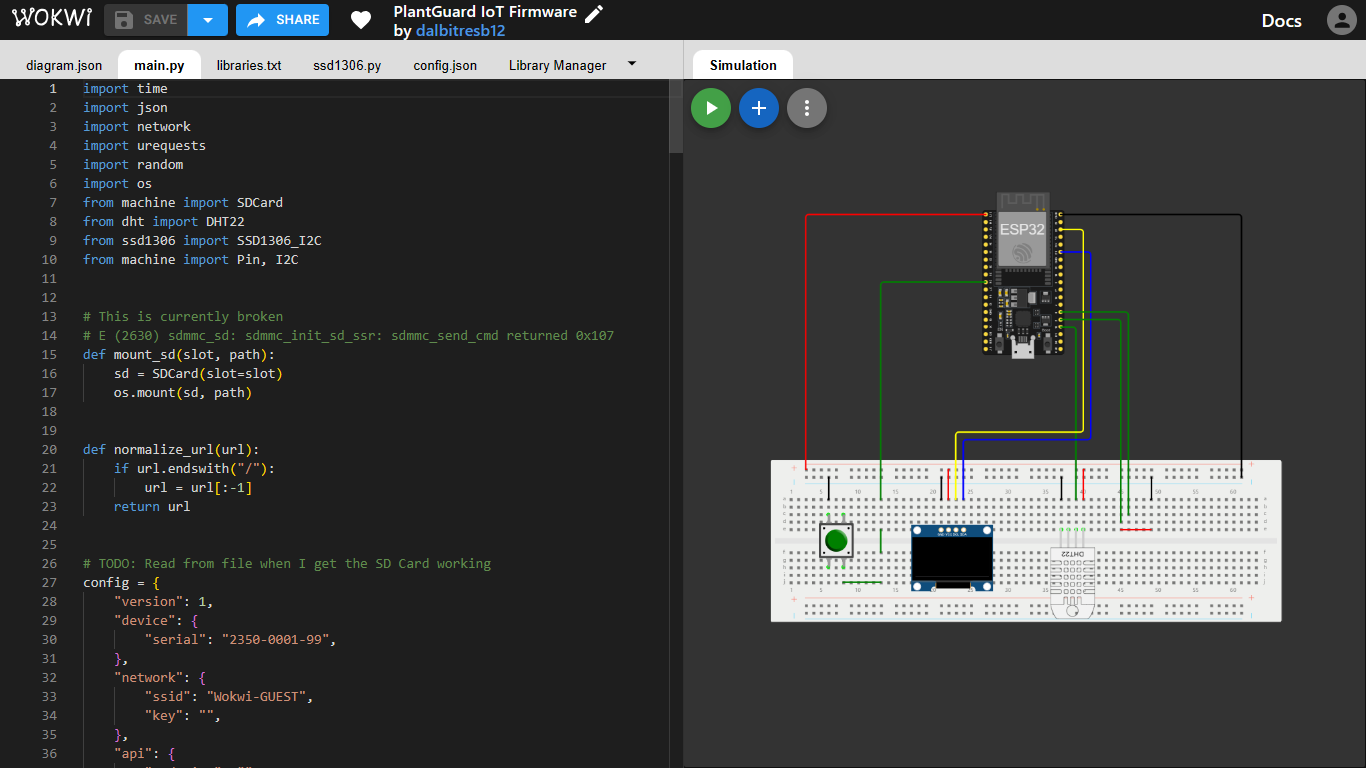 WOKWI
SAVE
SHARE
PlantGuard IoT Firmware
by dalbitresb12
Docs
diagram.json
main.py
libraries.txt
ssd1306.py
config.json
Library Manager
Simulation
1 import time
2 import json
3 import network
4 import urequests
5 import random
6 import os
7 from machine import SDCard
8 from dht import DHT22
9 from ssd1306 import SSD1306_I2C
10 from machine import Pin, I2C
11
12
13 # This is currently broken
14 # E (2630) sdmmc_sd: sdmmc_init_sd_ssr: sdmmc_send_cmd returned 0x107
15 def mount_sd(slot, path):
16 sd = SDCard(slot=slot)
17 os.mount(sd, path)
18
19
20 def normalize_url(url):
21 if url.endswith("/"):
22 url = url[:-1]
23 return url
24
25
26 # TODO: Read from file when I get the SD Card working
27 config = {
28 "version": 1,
29 "device": {
30 "serial": "2350-0001-99",
31 },
32 "network": {
33 "ssid": "Wokwi-GUEST",
34 "key": "",
35 },
36 "api": {
ESP32
DHT22